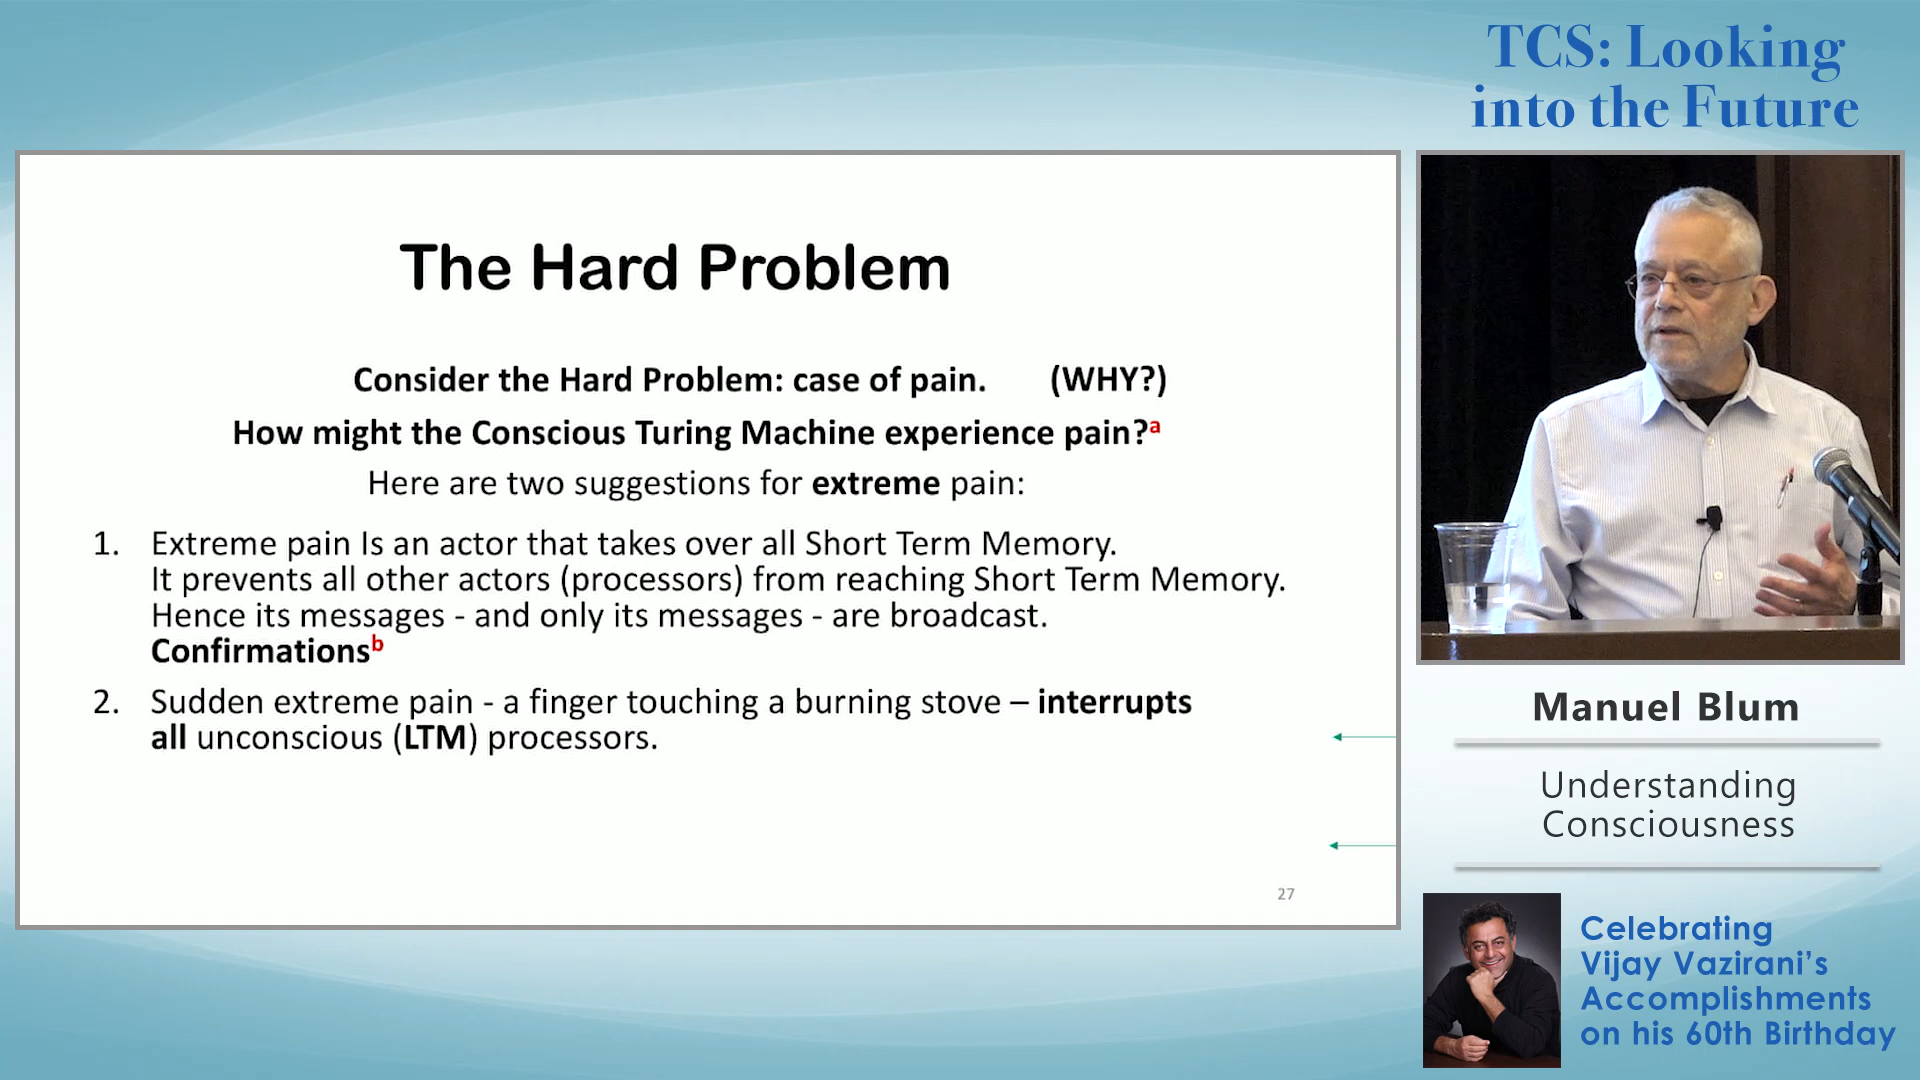 TCS: Looking
into the Future
The Hard Problem
Consider the Hard Problem: case of pain. (WHY?)
How might the Conscious Turing Machine experience pain?a
Here are two suggestions for extreme pain:
1. Extreme pain Is an actor that takes over all Short Term Memory.
It prevents all other actors (processors) from reaching Short Term Memory.
Hence its messages - and only its messages - are broadcast.
Confirmationsb
2. Sudden extreme pain - a finger touching a burning stove – interrupts
all unconscious (LTM) processors.
27
Manuel Blum
Understanding
Consciousness
Celebrating
Vijay Vazirani's
Accomplishments
on his 60th Birthday